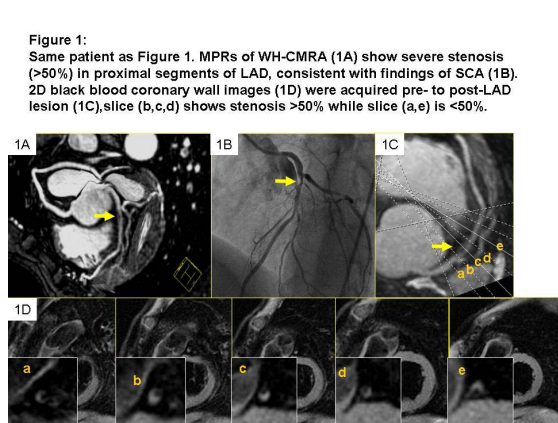 Figure 1:
Same patient as Figure 1. MPRs of WH-CMRA (1A) show severe stenosis
(>50%) in proximal segments of LAD, consistent with findings of SCA (1B).
2D black blood coronary wall images (1D) were acquired pre- to post-LAD
lesion (1C),slice (b,c,d) shows stenosis >50% while slice (a,e) is <50%.
1A
1B
1C
a b c d e
1D
a
b
c
d
e